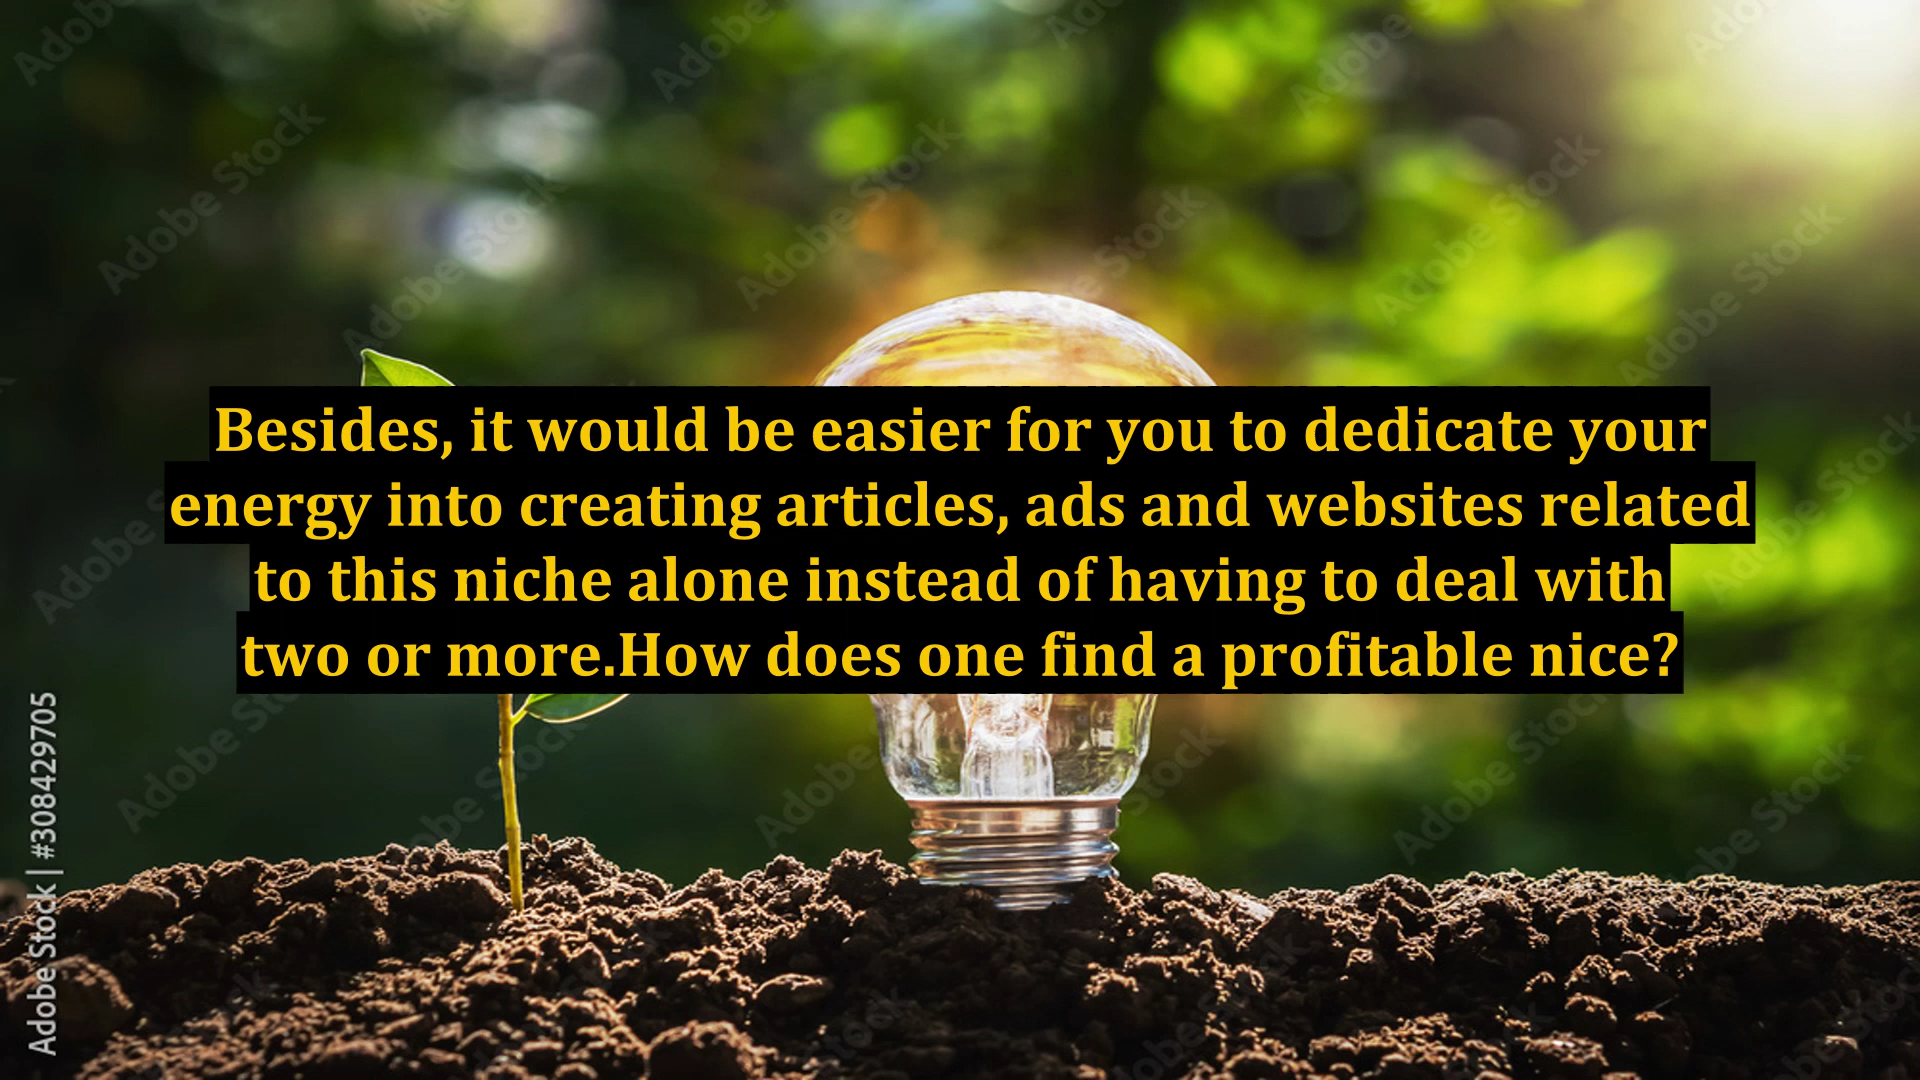 Besides, it would be easier for you to dedicate your
energy into creating articles, ads and websites related
to this niche alone instead of having to deal with
two or more.How does one find a profitable nice?
Adobe Stock | #308429705
Adobe Stock